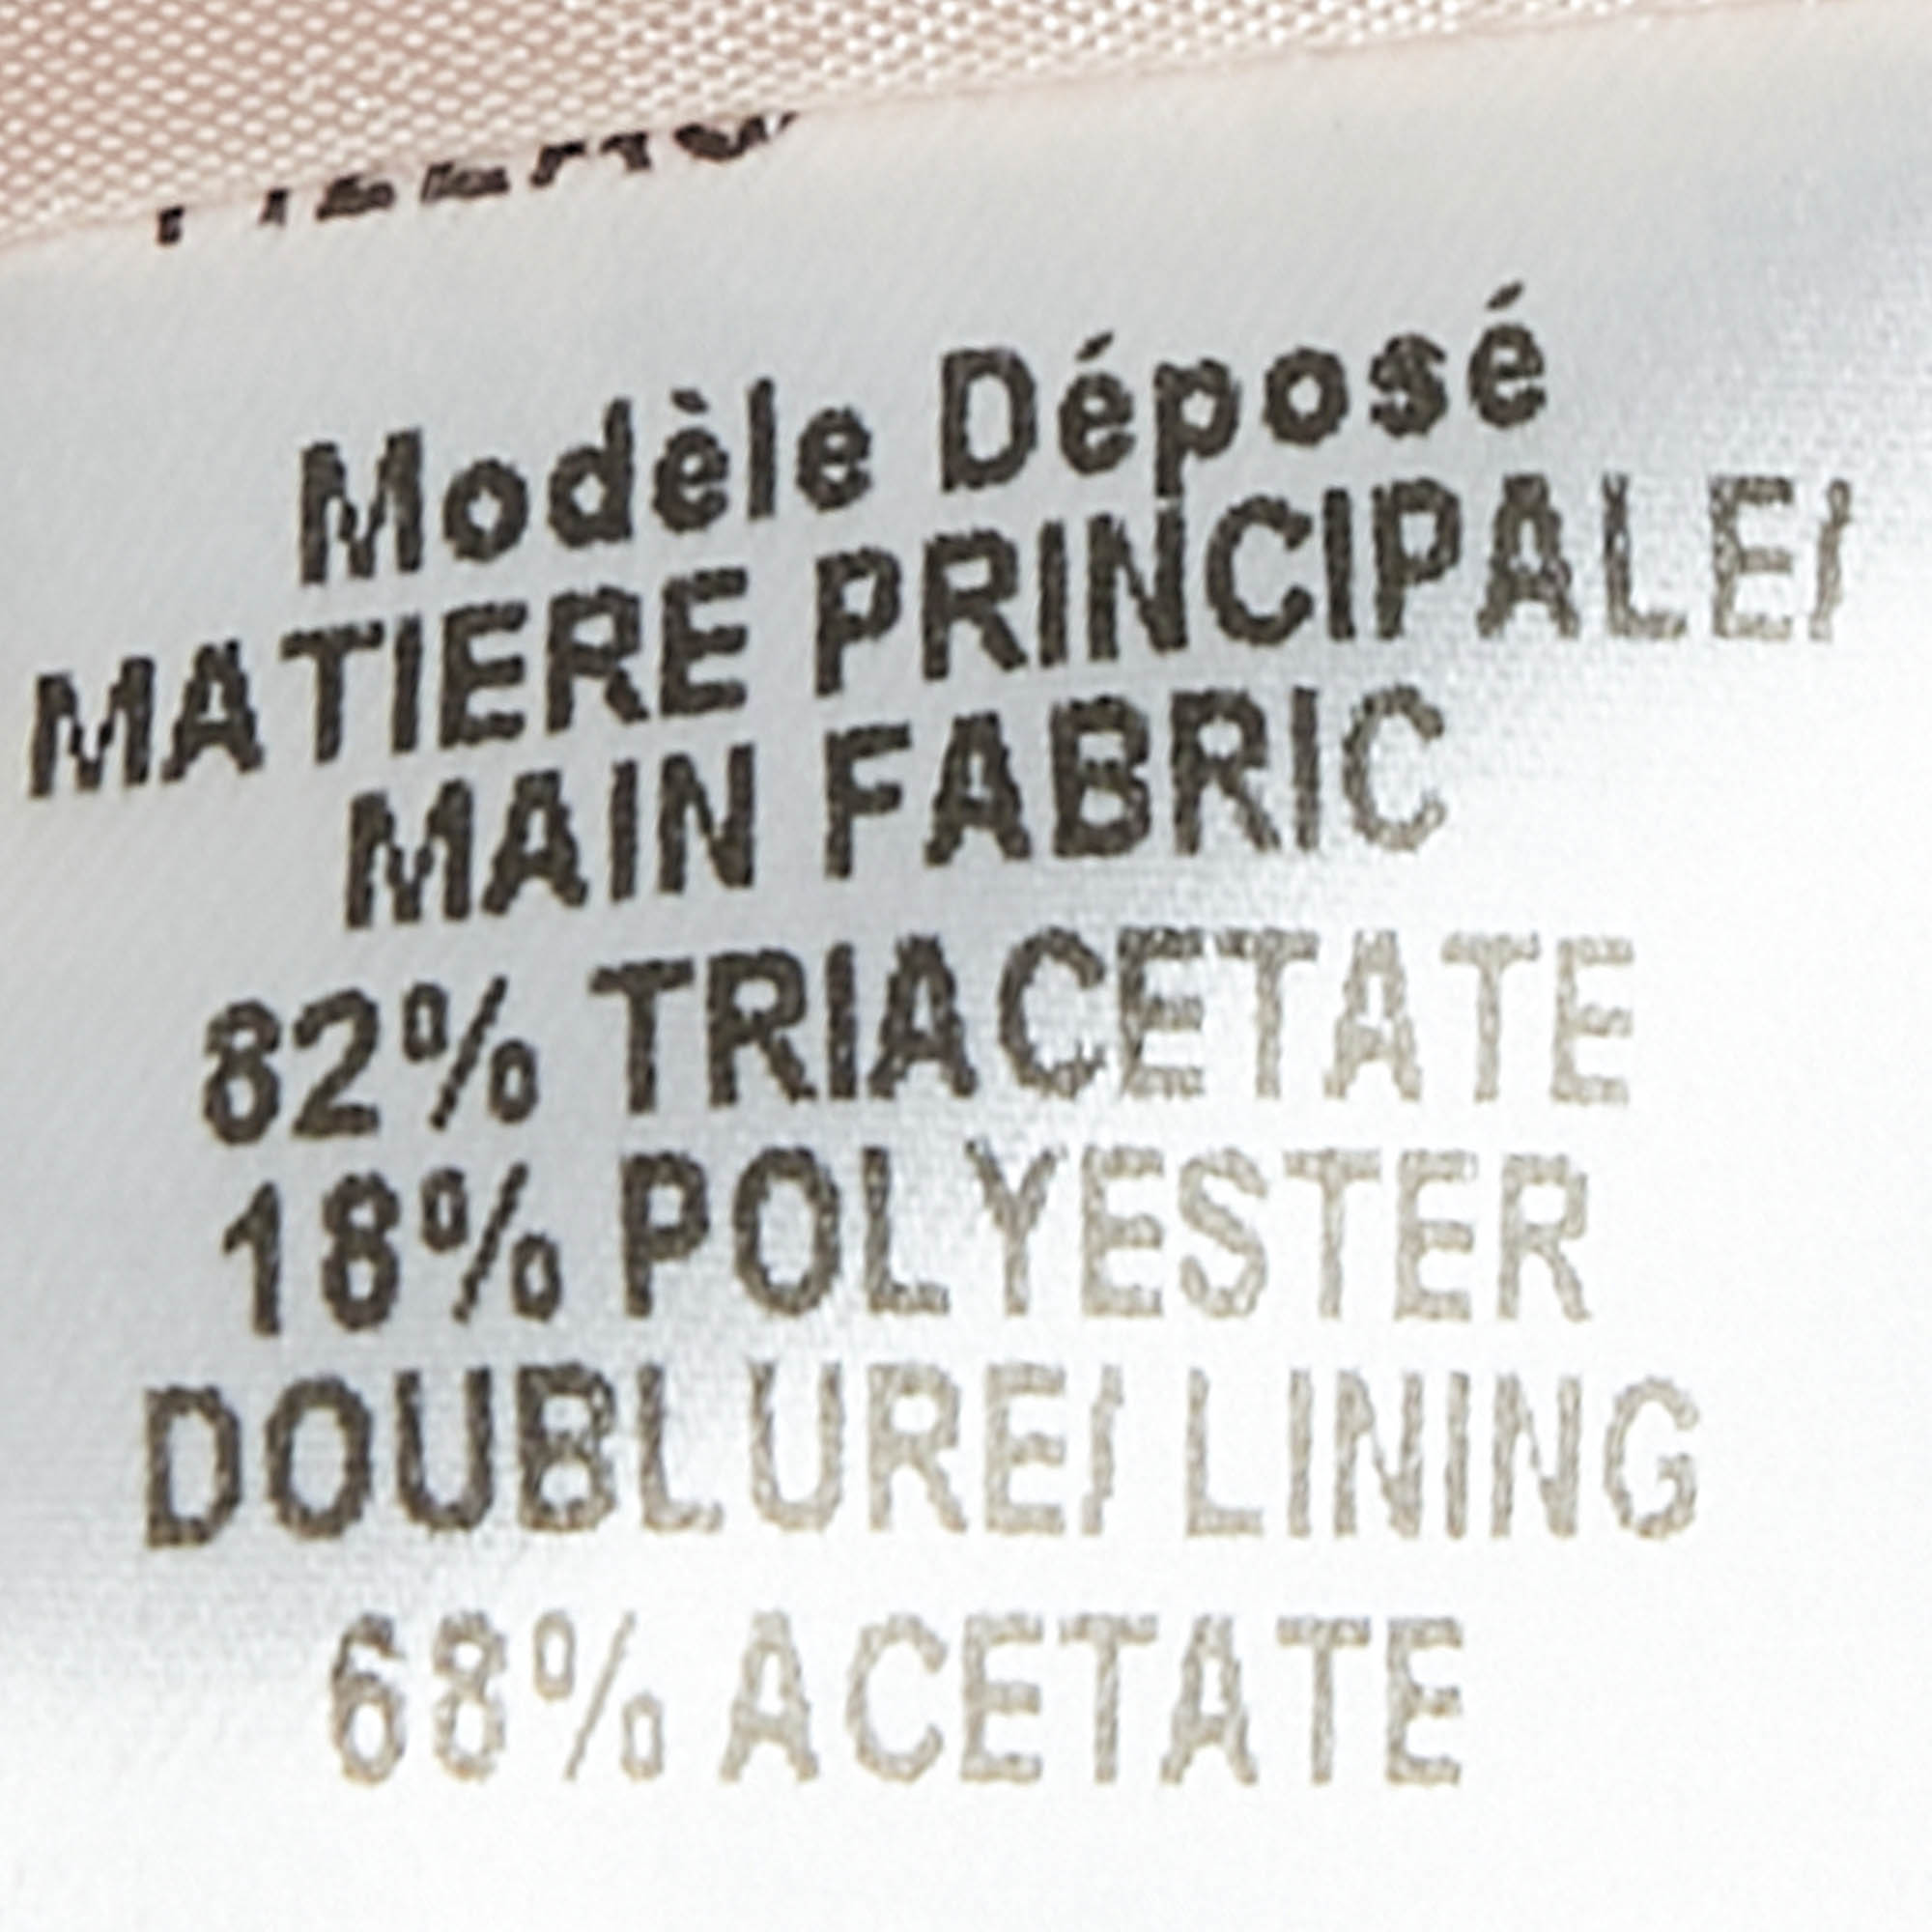 Modèle Déposé
MATIERE PRINCIPALE/
MAIN FABRIC
82% TRIACETATE
18% POLYESTER
DOUBLURE/ LINING
68% ACETATE